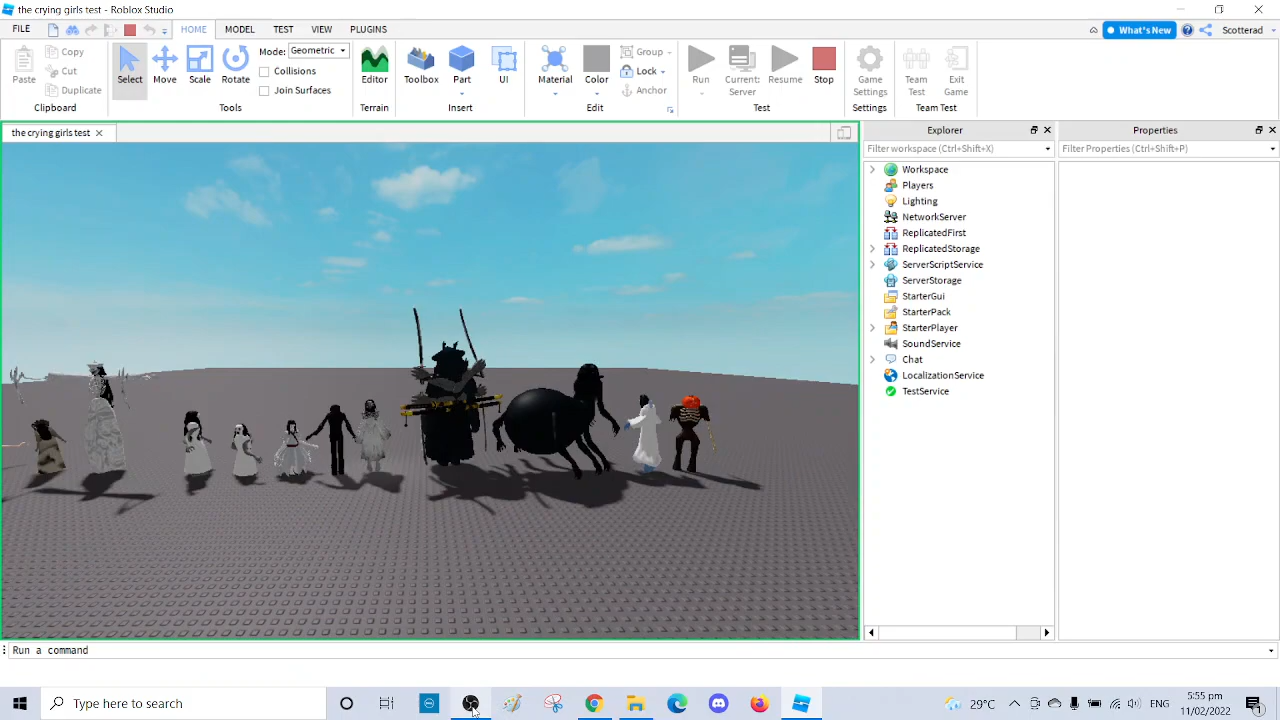 the crying girls test - Roblox Studio
FILE HOME MODEL TEST VIEW PLUGINS What's New Scotterad
Paste Copy Cut Duplicate Clipboard
Select Move Scale Rotate Mode: Geometric Collisions Join Surfaces Tools
Editor Terrain
Toolbox Part UI Insert
Material Color Group Lock Anchor Edit
Run Current: Server Resume Stop Test
Game Settings Settings
Team Test Exit Game Team Test
the crying girls test
Explorer
Filter workspace (Ctrl+Shift+X)
Workspace
Players
Lighting
NetworkServer
ReplicatedFirst
ReplicatedStorage
ServerScriptService
ServerStorage
StarterGui
StarterPack
StarterPlayer
SoundService
Chat
LocalizationService
TestService
Properties
Filter Properties (Ctrl+Shift+P)
Run a command
Type here to search
29°C ENG 5:55 pm
11/02/2022